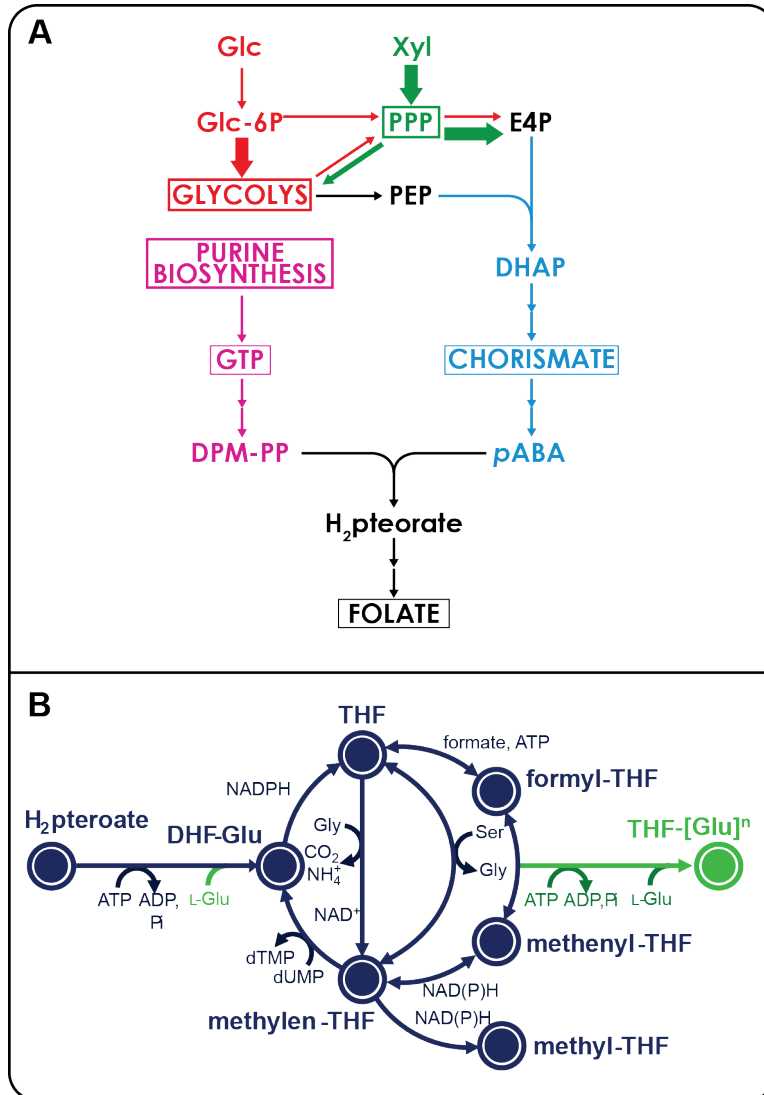 A
Glc
Xyl
Glc-6P
PPP
E4P
GLYCOLYS
PEP
PURINE
BIOSYNTHESIS
DHAP
GTP
CHORISMATE
DPM-PP
pABA
H₂pteorate
FOLATE
B
THF
formate, ATP
formyl-THF
NADPH
H₂pteroate
DHF-Glu
Gly
Ser
THF-[Glu]ⁿ
CO₂
NH₄⁺
Gly
ATP ADP,
Pi
L-Glu
ATP ADP,Pi
L-Glu
NAD⁺
dTMP
dUMP
methenyl-THF
NAD(P)H
methylen-THF
NAD(P)H
methyl-THF